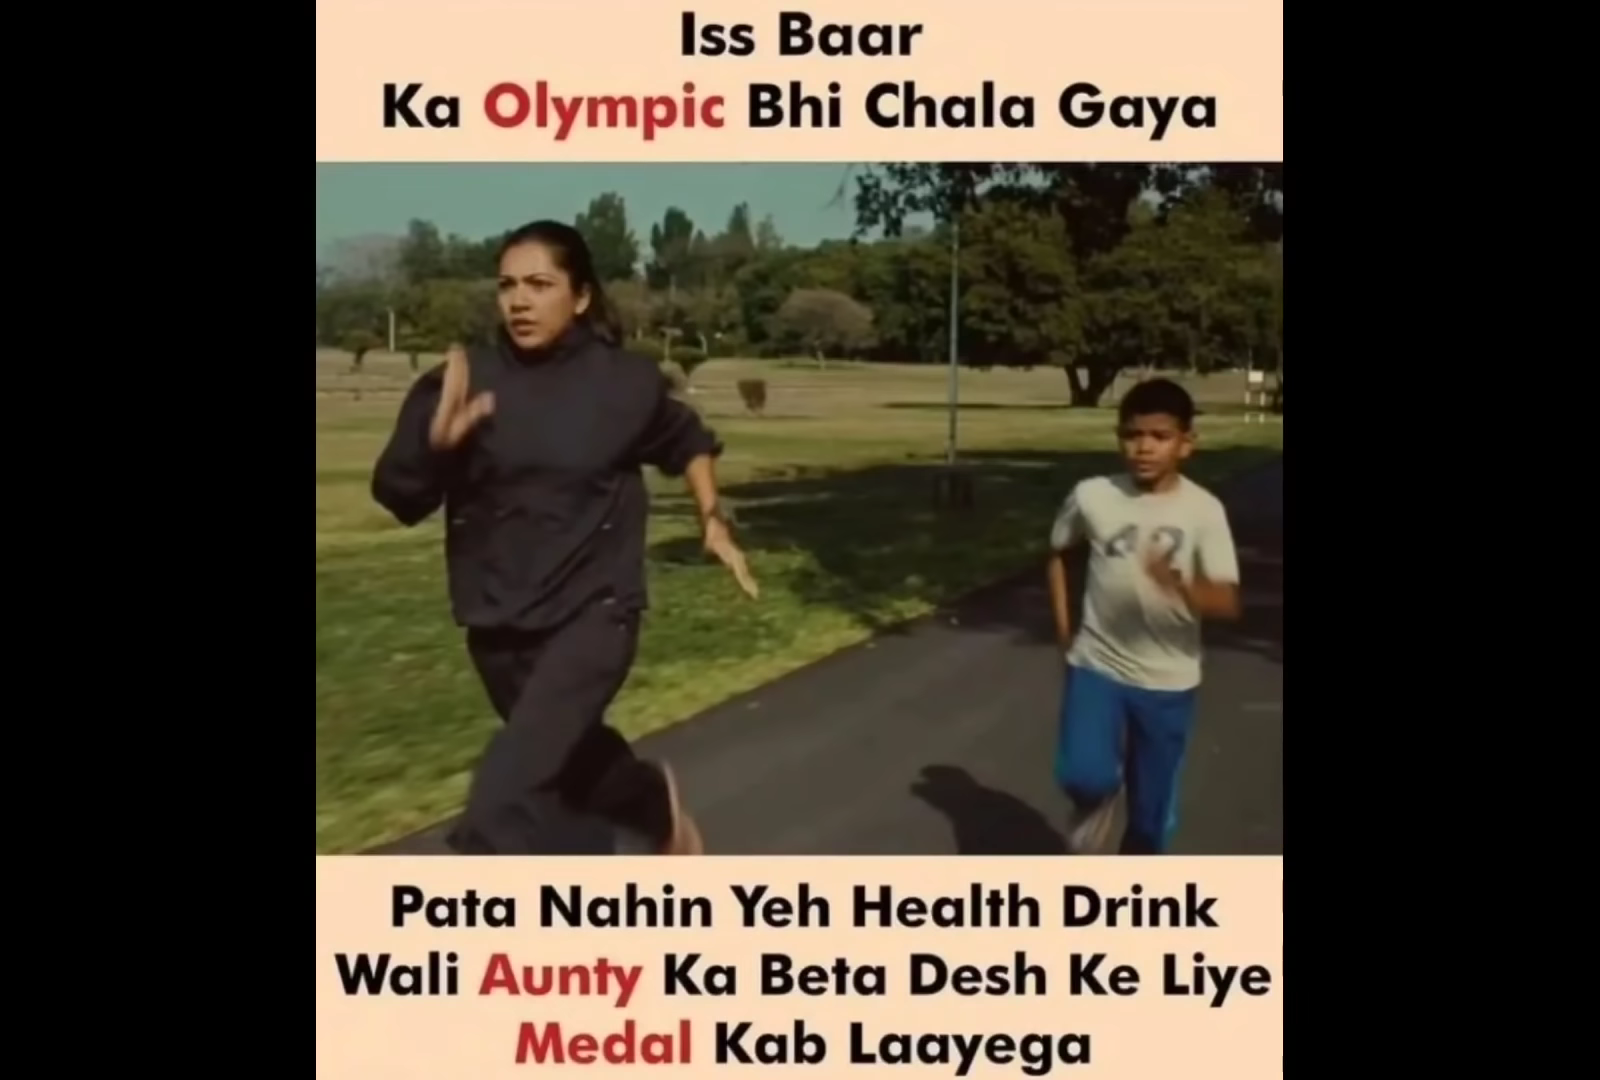 Iss Baar
Ka Olympic Bhi Chala Gaya
Pata Nahin Yeh Health Drink
Wali Aunty Ka Beta Desh Ke Liye
Medal Kab Laayega